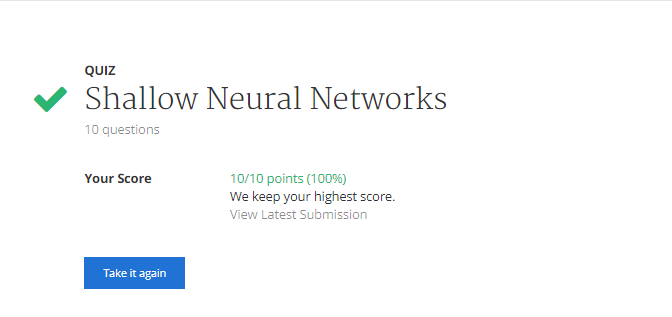 QUIZ
Shallow Neural Networks
10 questions
Your Score
10/10 points (100%)
We keep your highest score.
View Latest Submission
Take it again